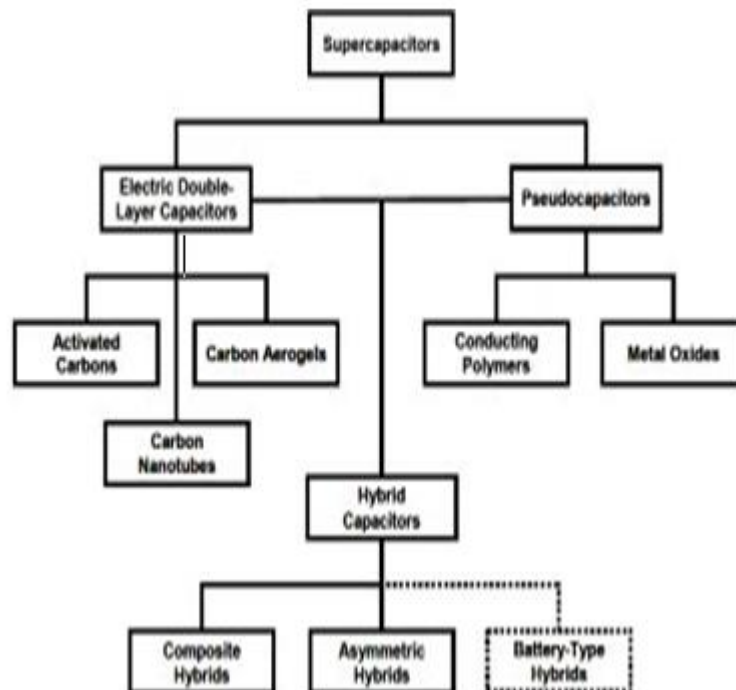 Supercapacitors
Electric Double-
Layer Capacitors
Pseudocapacitors
Activated
Carbons
Carbon Aerogels
Conducting
Polymers
Metal Oxides
Carbon
Nanotubes
Hybrid
Capacitors
Composite
Hybrids
Asymmetric
Hybrids
Battery-Type
Hybrids